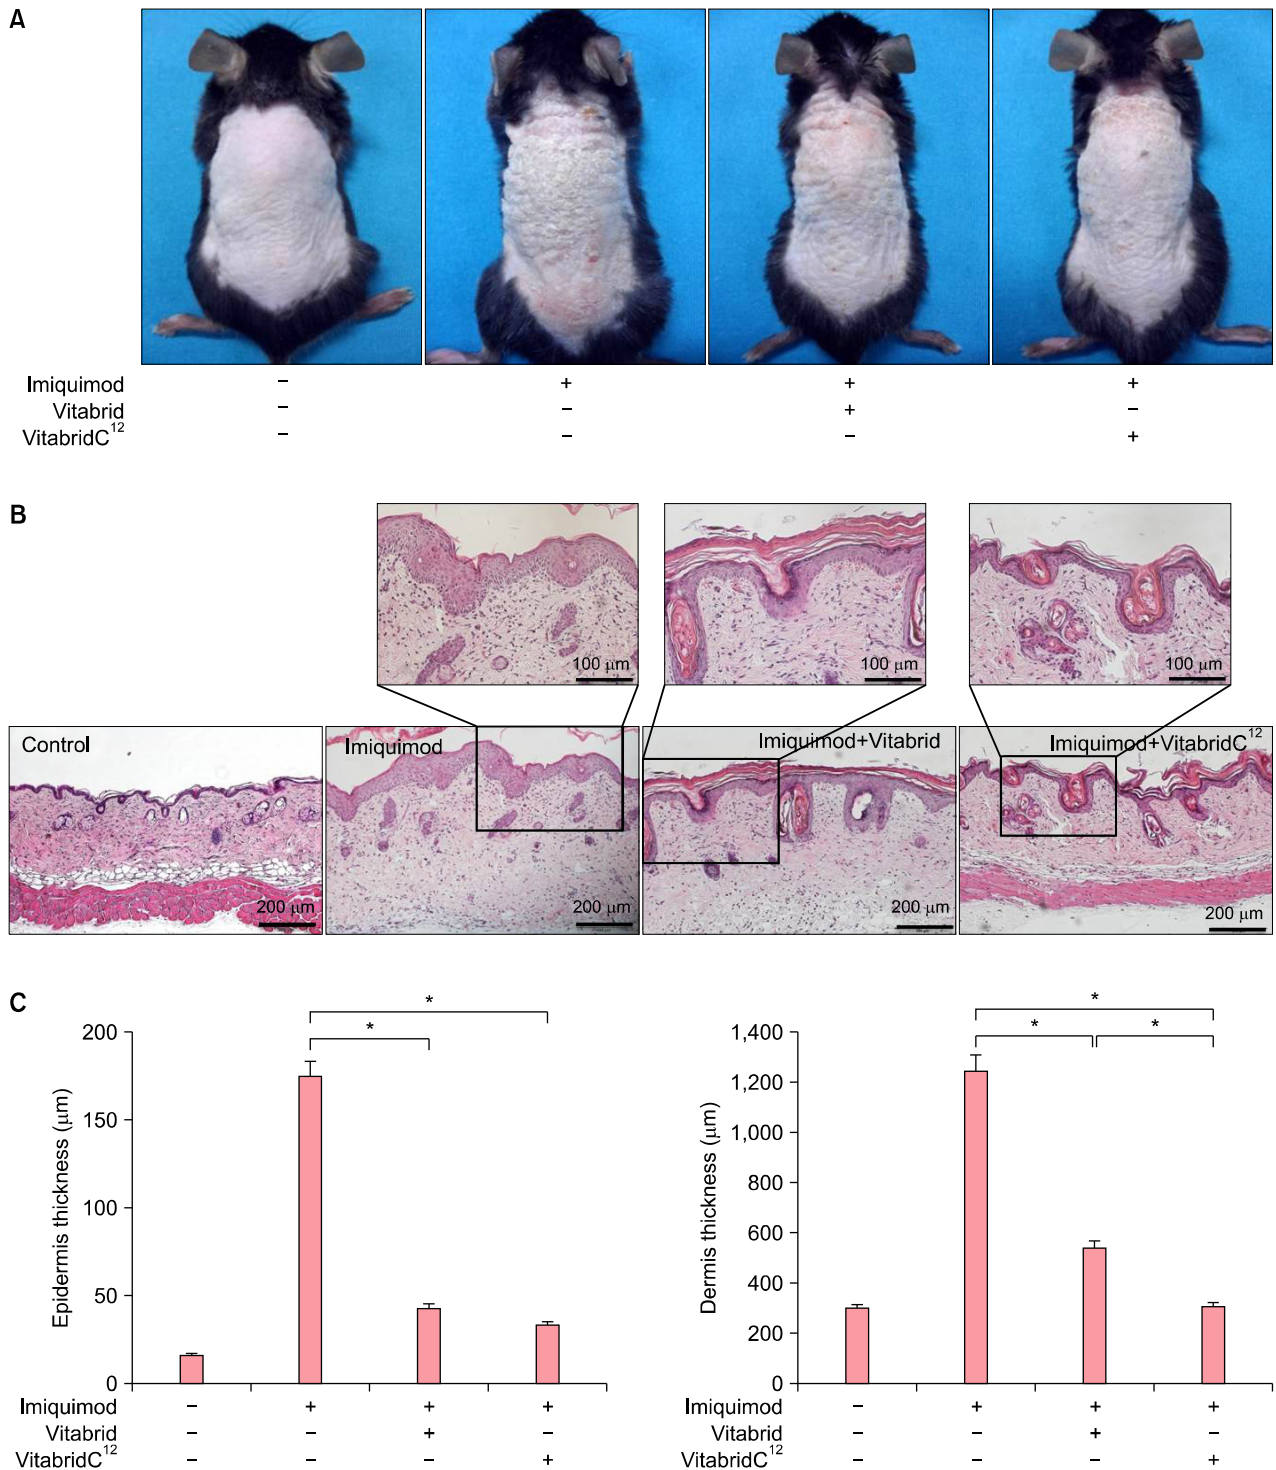 A
Imiquimod − + + +
Vitabrid − − + −
VitabridC12 − − − +
B
100 μm 100 μm 100 μm
Control Imiquimod Imiquimod+Vitabrid Imiquimod+VitabridC12
200 μm 200 μm 200 μm 200 μm
C
Epidermis thickness (μm)
200
150
100
50
0
* *
Imiquimod − + + +
Vitabrid − − + −
VitabridC12 − − − +
Dermis thickness (μm)
1,400
1,200
1,000
800
600
400
200
0
* * *
Imiquimod − + + +
Vitabrid − − + −
VitabridC12 − − − +